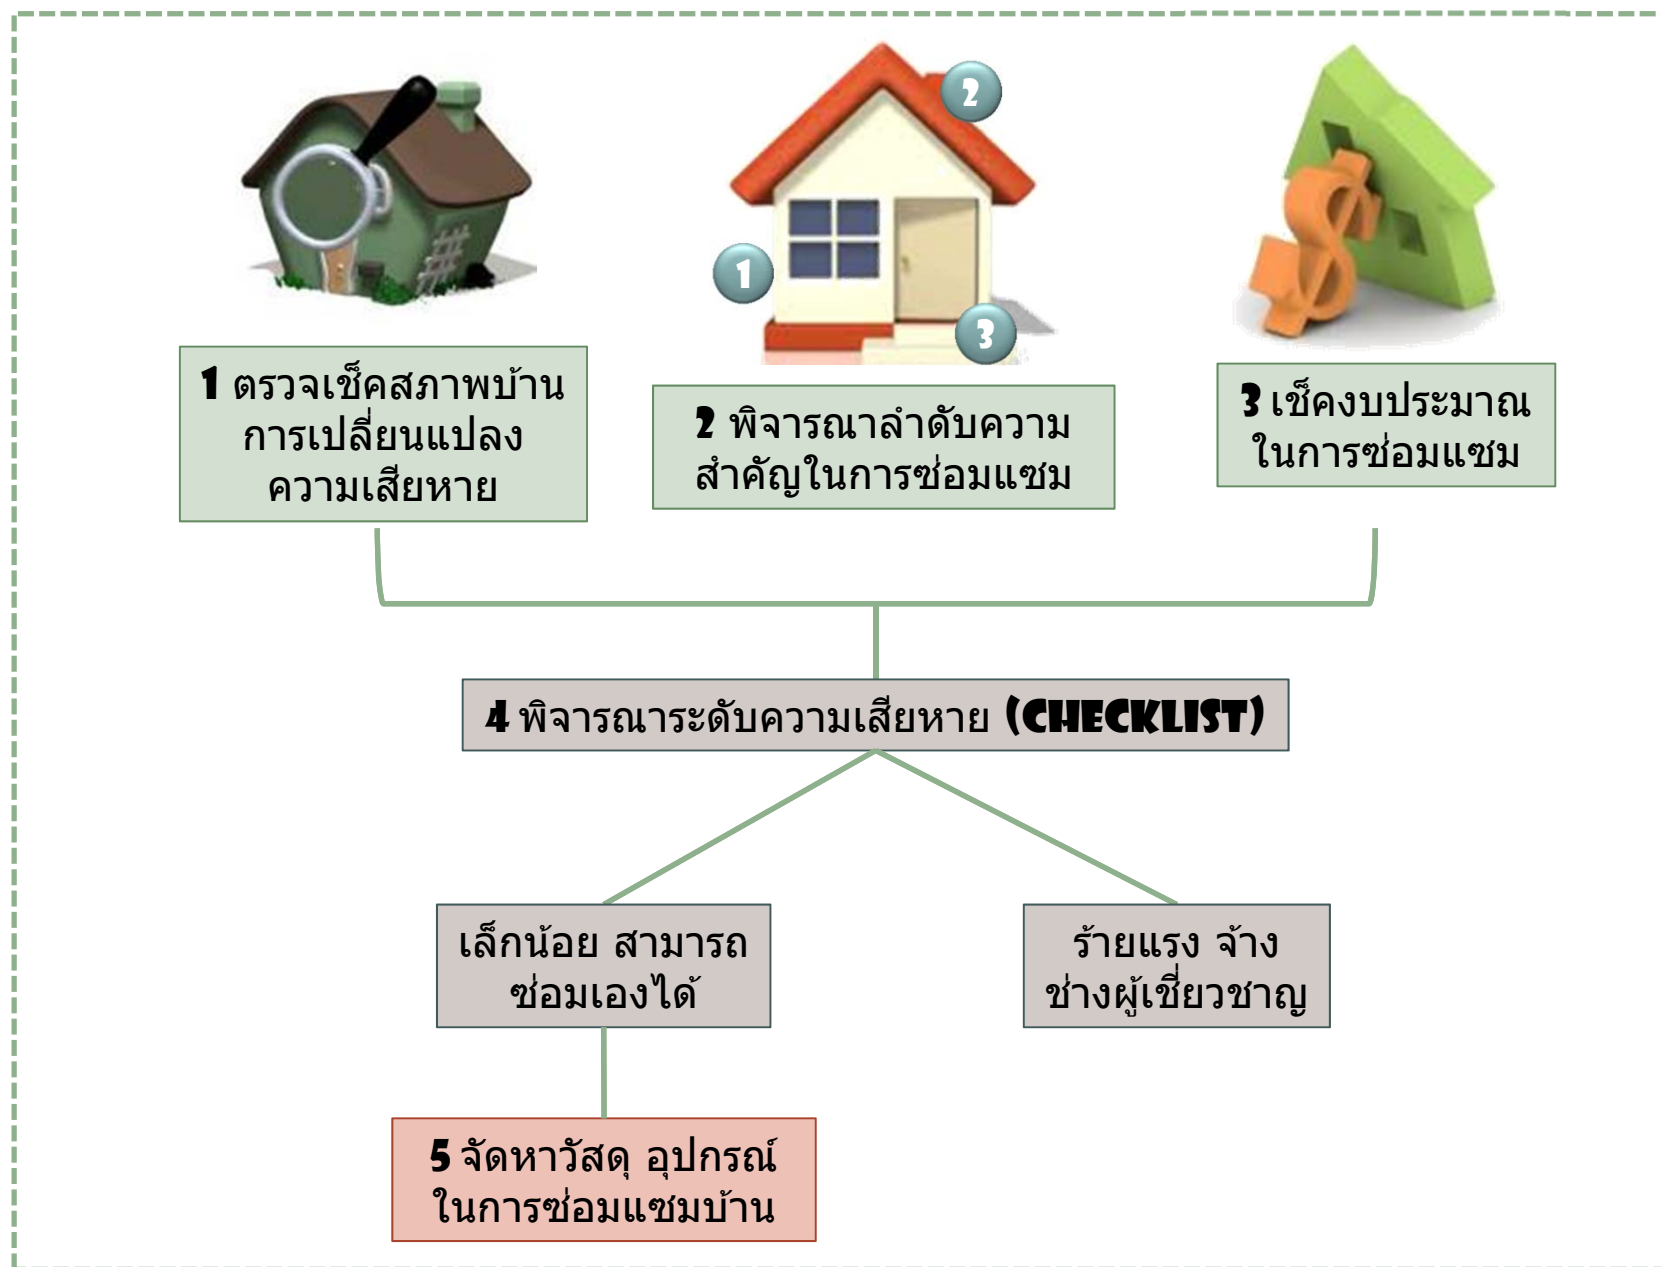 2
1
3
1 ตรวจเช็คสภาพบ้าน
การเปลี่ยนแปลง
ความเสียหาย
2 พิจารณาลำดับความ
สำคัญในการซ่อมแซม
3 เช็คงบประมาณ
ในการซ่อมแซม
4 พิจารณาระดับความเสียหาย (CHECKLIST)
เล็กน้อย สามารถ
ซ่อมเองได้
ร้ายแรง จ้าง
ช่างผู้เชี่ยวชาญ
5 จัดหาวัสดุ อุปกรณ์
ในการซ่อมแซมบ้าน